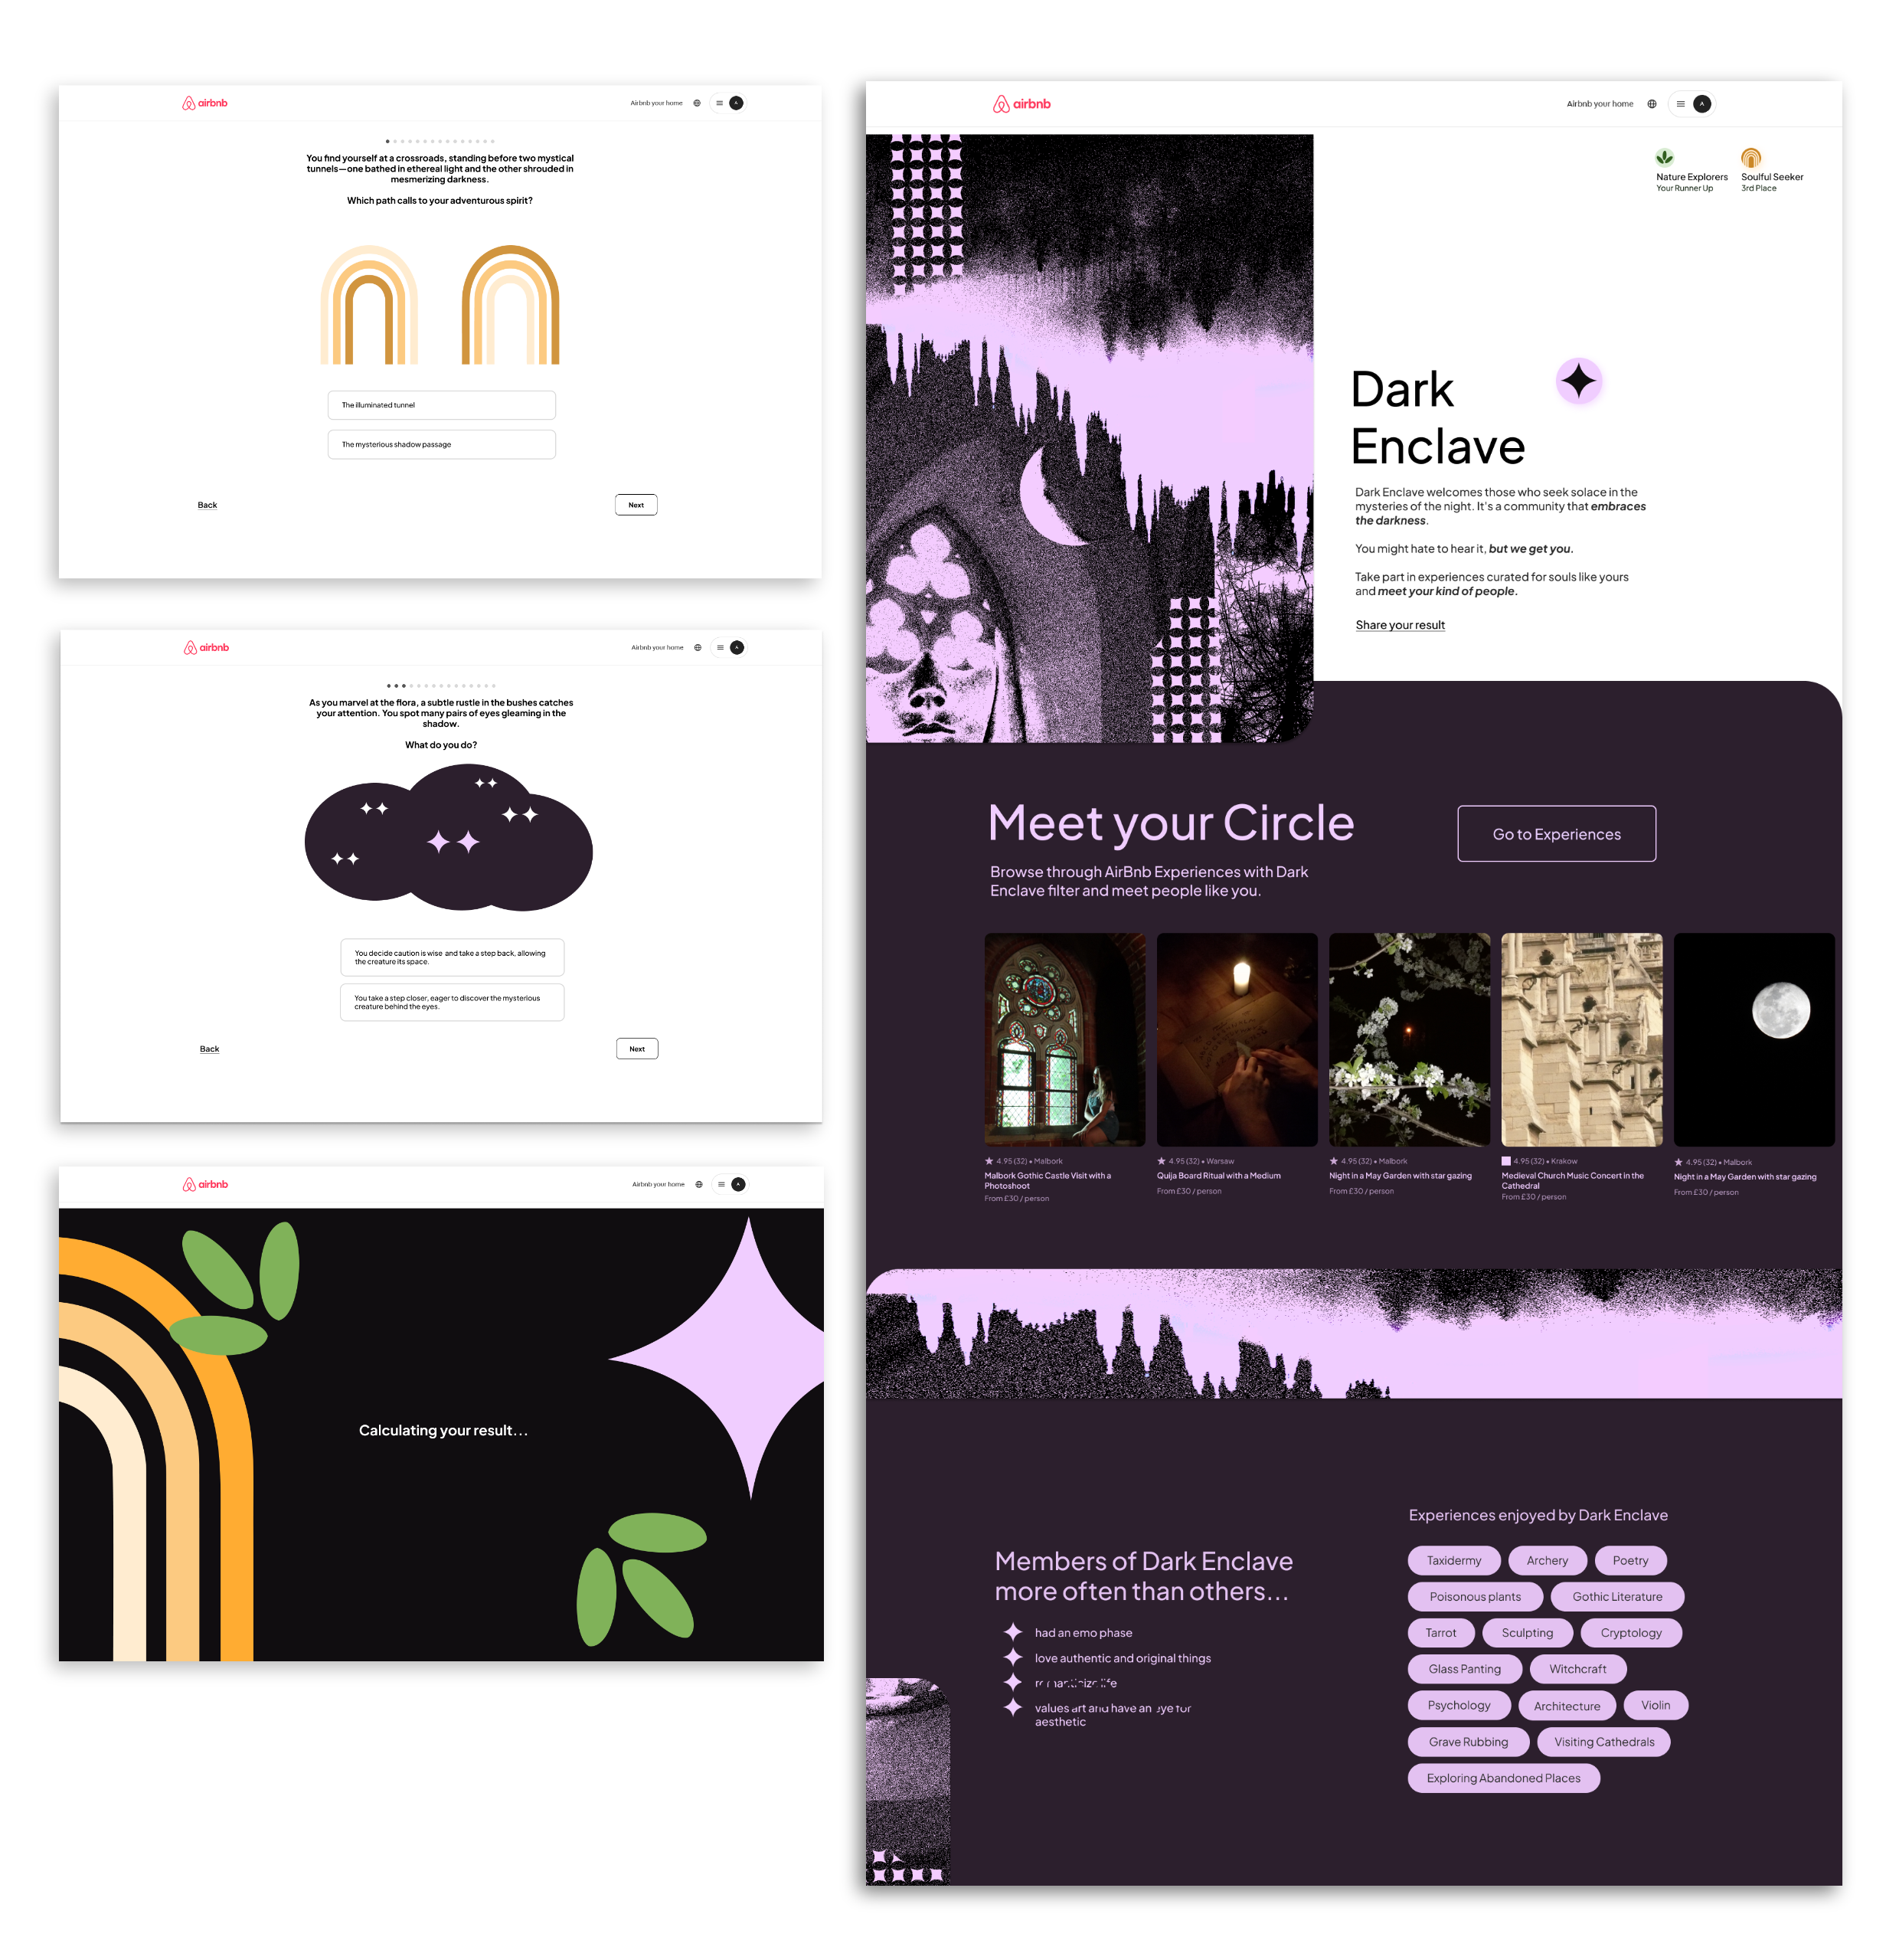 airbnb
Airbnb your home
A
You find yourself at a crossroads, standing before two mystical
tunnels—one bathed in ethereal light and the other shrouded in
mesmerizing darkness.
Which path calls to your adventurous spirit?
The illuminated tunnel
The mysterious shadow passage
Back
Next
airbnb
Airbnb your home
A
As you marvel at the flora, a subtle rustle in the bushes catches
your attention. You spot many pairs of eyes gleaming in the
shadow.
What do you do?
You decide caution is wise and take a step back, allowing
the creature its space.
You take a step closer, eager to discover the mysterious
creature behind the eyes.
Back
Next
airbnb
Airbnb your home
A
Calculating your result...
airbnb
Airbnb your home
A
Nature Explorers
Your Runner Up
Soulful Seeker
3rd Place
Dark
Enclave
Dark Enclave welcomes those who seek solace in the
mysteries of the night. It's a community that embraces
the darkness.
You might hate to hear it, but we get you.
Take part in experiences curated for souls like yours
and meet your kind of people.
Share your result
Meet your Circle
Go to Experiences
Browse through AirBnb Experiences with Dark
Enclave filter and meet people like you.
4.95 (32) • Malbork
Malbork Gothic Castle Visit with a
Photoshoot
From £30 / person
4.95 (32) • Warsaw
Quija Board Ritual with a Medium
From £30 / person
4.95 (32) • Malbork
Night in a May Garden with star gazing
From £30 / person
4.95 (32) • Krakow
Medieval Church Music Concert in the
Cathedral
From £30 / person
4.95 (32) • Malbork
Night in a May Garden with star gazing
From £30 / person
Members of Dark Enclave
more often than others...
had an emo phase
love authentic and original things
romanticize life
values art and have an eye for
aesthetic
Experiences enjoyed by Dark Enclave
Taxidermy
Archery
Poetry
Poisonous plants
Gothic Literature
Tarrot
Sculpting
Cryptology
Glass Panting
Witchcraft
Psychology
Architecture
Violin
Grave Rubbing
Visiting Cathedrals
Exploring Abandoned Places